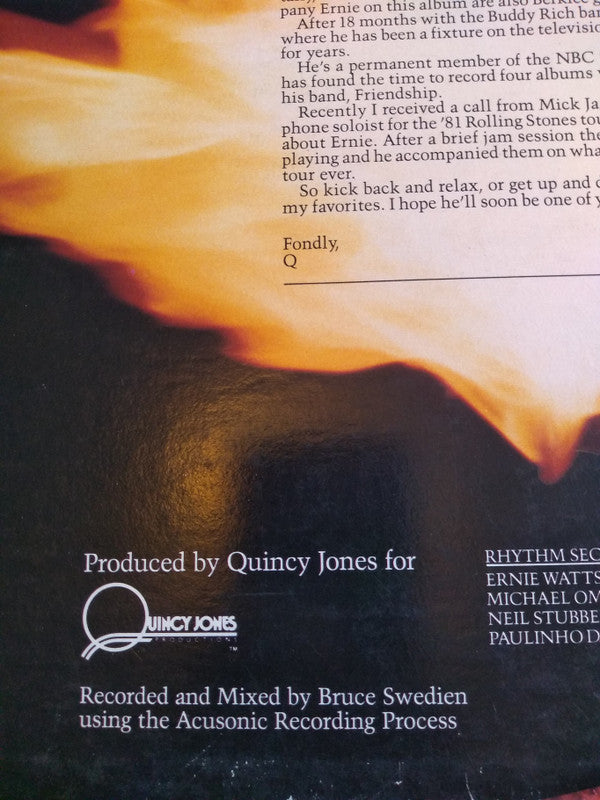 pany Ernie on this album are also Berklee
After 18 months with the Buddy Rich ban
where he has been a fixture on the televisio
for years.
He's a permanent member of the NBC
has found the time to record four albums
his band, Friendship.
Recently I received a call from Mick Ja
phone soloist for the '81 Rolling Stones tou
about Ernie. After a brief jam session the
playing and he accompanied them on wha
tour ever.
So kick back and relax, or get up and d
my favorites. I hope he'll soon be one of y
Fondly,
Q
Produced by Quincy Jones for
QUINCY JONES
PRODUCTIONS
TM
RHYTHM SEC
ERNIE WATTS
MICHAEL OM
NEIL STUBBE
PAULINHO D
Recorded and Mixed by Bruce Swedien
using the Acusonic Recording Process